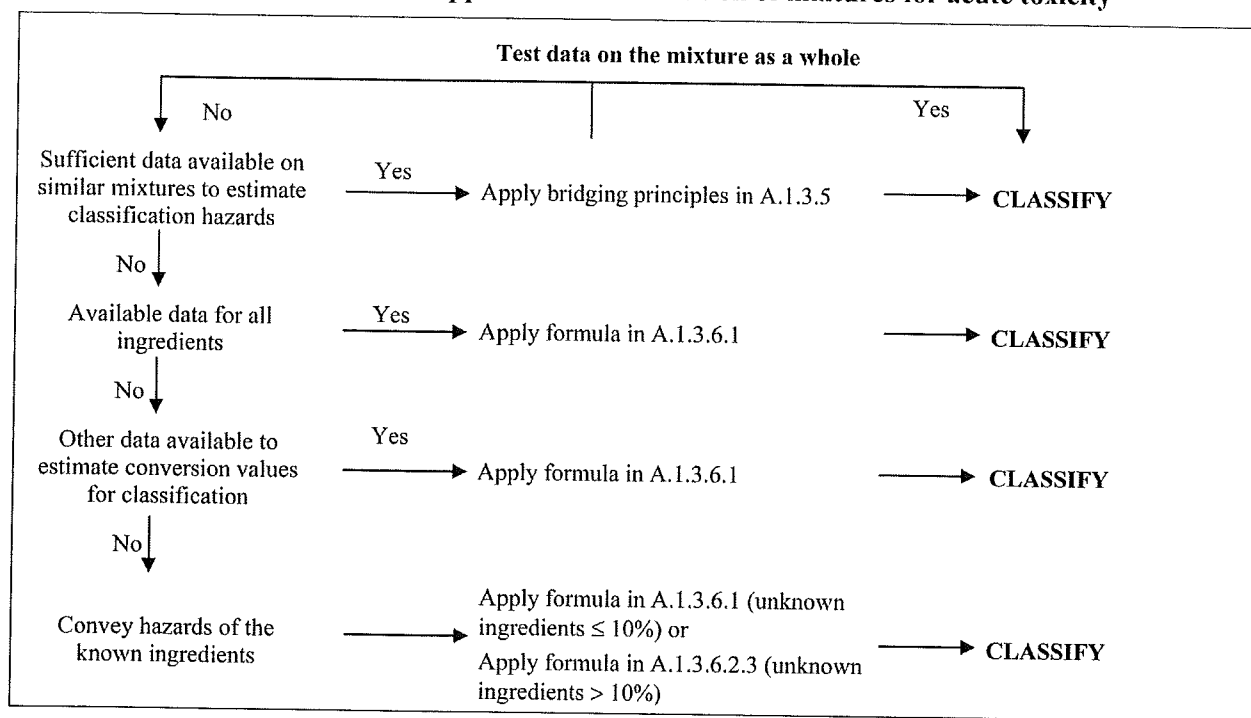 mixtures for acute toxicity
Test data on the mixture as a whole
No
Yes
Sufficient data available on
similar mixtures to estimate
classification hazards
Yes
Apply bridging principles in A.1.3.5
CLASSIFY
No
Available data for all
ingredients
Yes
Apply formula in A.1.3.6.1
CLASSIFY
No
Other data available to
estimate conversion values
for classification
Yes
Apply formula in A.1.3.6.1
CLASSIFY
No
Convey hazards of the
known ingredients
Apply formula in A.1.3.6.1 (unknown
ingredients ≤ 10%) or
Apply formula in A.1.3.6.2.3 (unknown
ingredients > 10%)
CLASSIFY